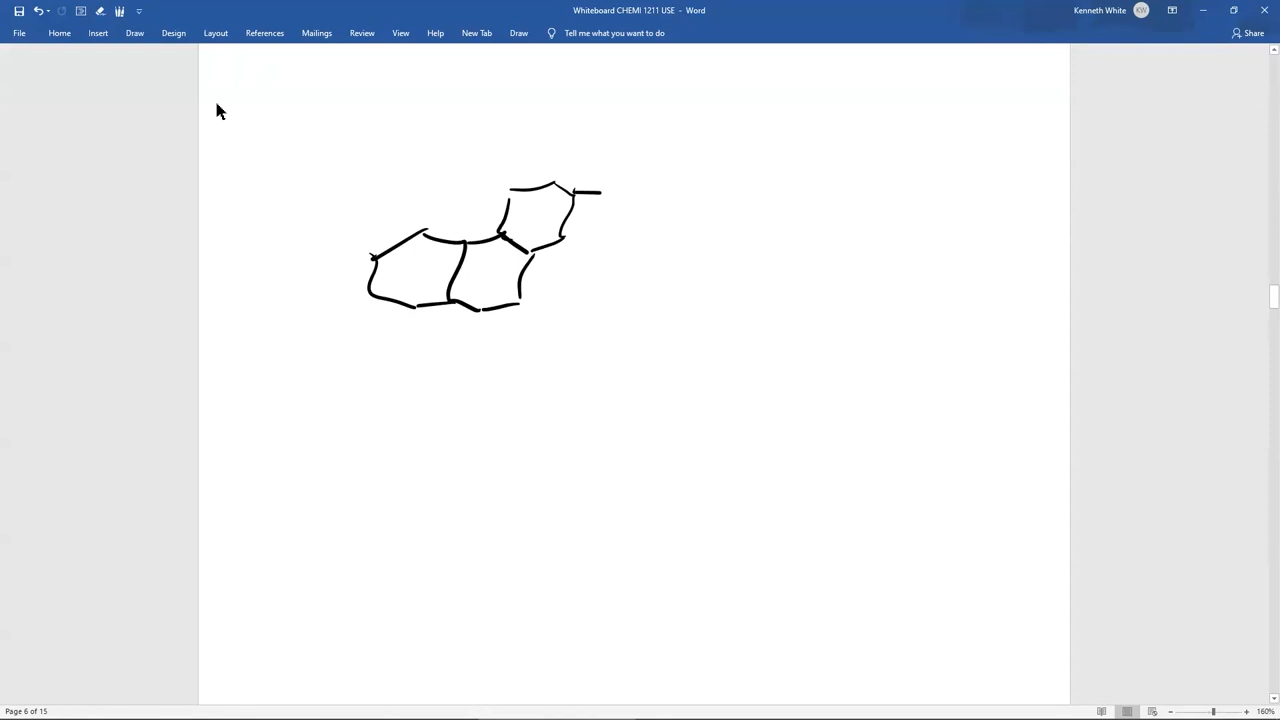 Whiteboard CHEMI 1211 USE - Word
Kenneth White
KW
File Home Insert Draw Design Layout References Mailings Review View Help New Tab Draw Tell me what you want to do
Share
Page 6 of 15
160%